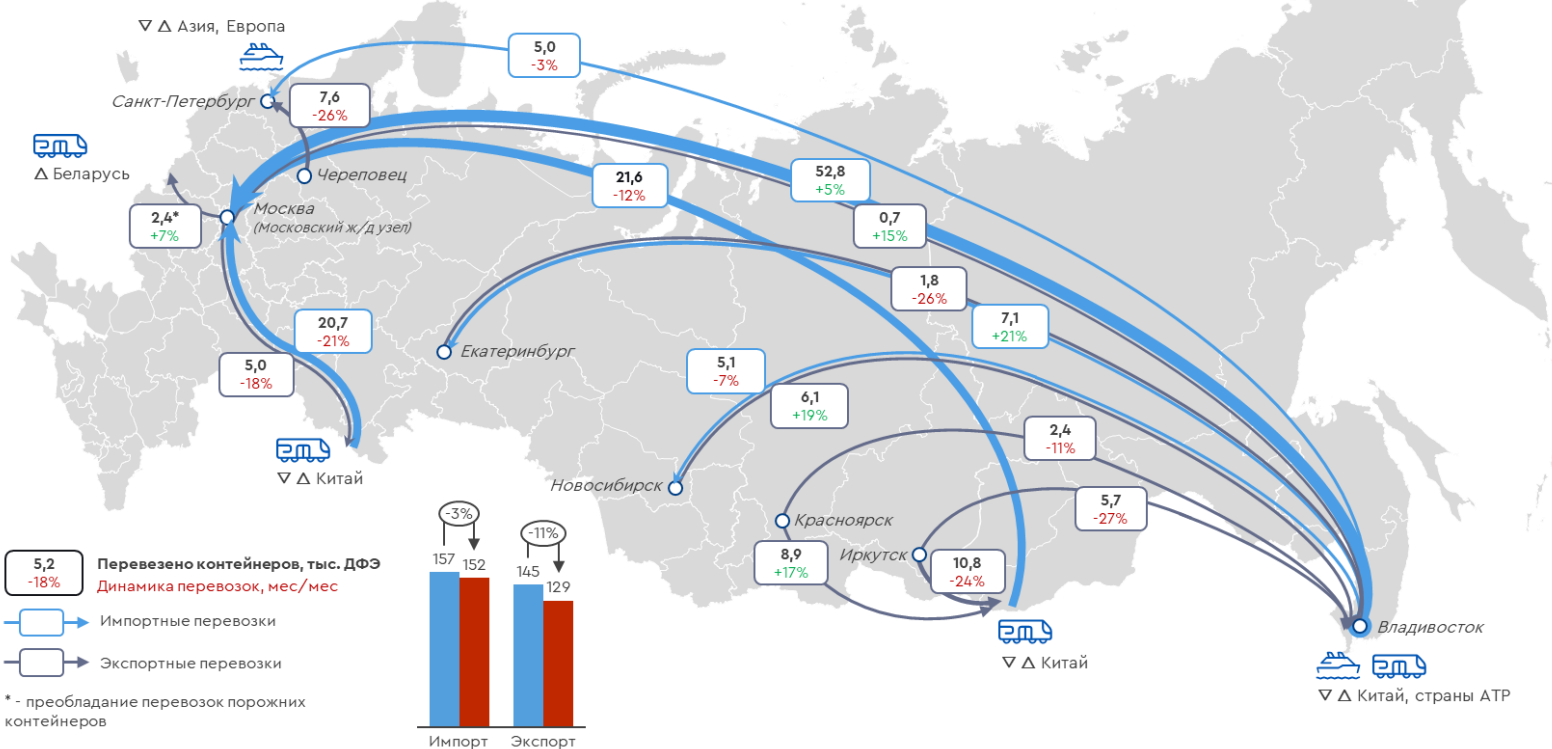 ▽ △ Азия, Европа
5,0
-3%
Санкт-Петербург
7,6
-26%
△ Беларусь
Череповец
21,6
-12%
52,8
+5%
2,4*
+7%
Москва
(Московский ж/д узел)
0,7
+15%
1,8
-26%
20,7
-21%
7,1
+21%
5,0
-18%
Екатеринбург
5,1
-7%
6,1
+19%
2,4
-11%
▽ △ Китай
Новосибирск
5,7
-27%
Красноярск
Иркутск
8,9
+17%
10,8
-24%
Владивосток
▽ △ Китай
▽ △ Китай, страны АТР
5,2
-18%
Перевезено контейнеров, тыс. ДФЭ
Динамика перевозок, мес/мес
Импортные перевозки
Экспортные перевозки
* - преобладание перевозок порожних
контейнеров
-3%
-11%
157
152
145
129
Импорт
Экспорт